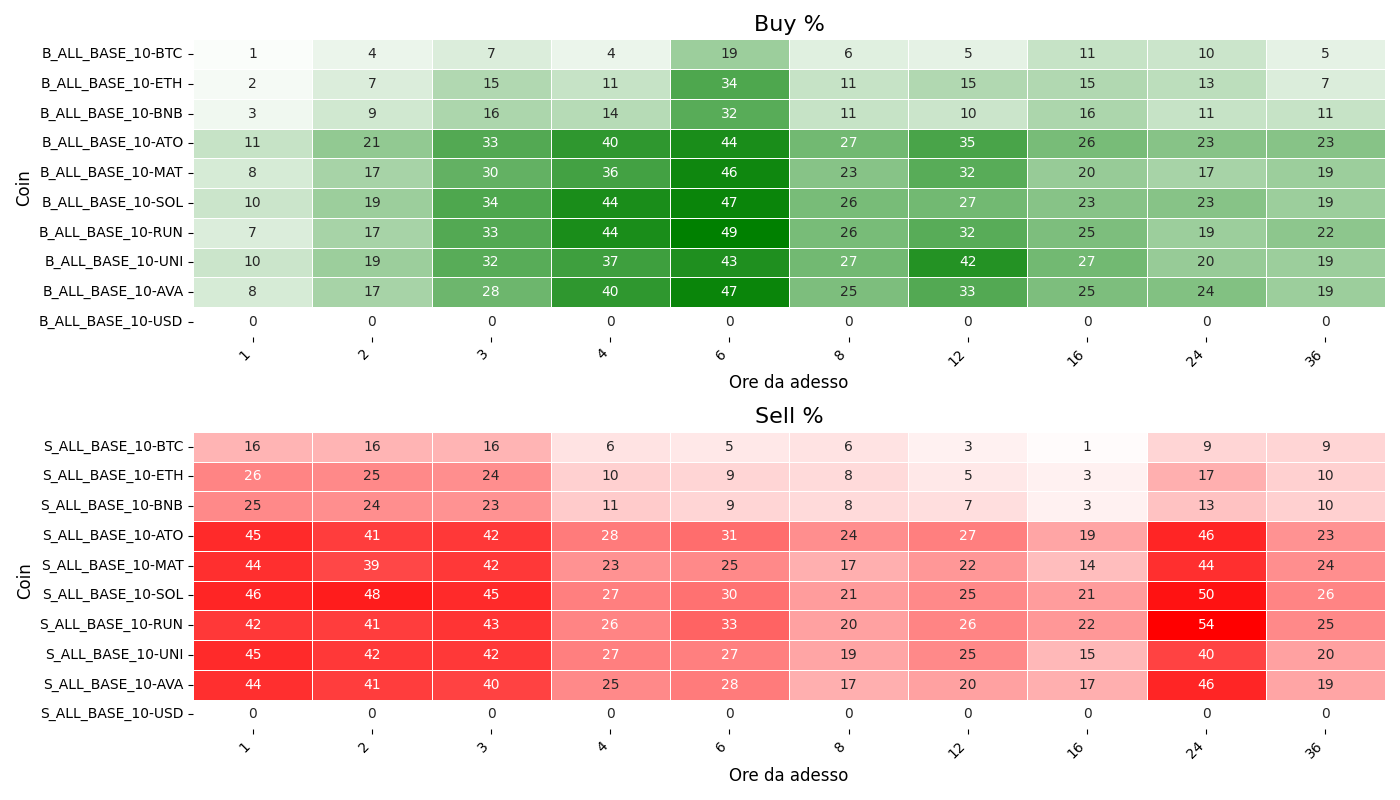 Buy %
Coin
B_ALL_BASE_10-BTC 1 4 7 4 19 6 5 11 10 5
B_ALL_BASE_10-ETH 2 7 15 11 34 11 15 15 13 7
B_ALL_BASE_10-BNB 3 9 16 14 32 11 10 16 11 11
B_ALL_BASE_10-ATO 11 21 33 40 44 27 35 26 23 23
B_ALL_BASE_10-MAT 8 17 30 36 46 23 32 20 17 19
B_ALL_BASE_10-SOL 10 19 34 44 47 26 27 23 23 19
B_ALL_BASE_10-RUN 7 17 33 44 49 26 32 25 19 22
B_ALL_BASE_10-UNI 10 19 32 37 43 27 42 27 20 19
B_ALL_BASE_10-AVA 8 17 28 40 47 25 33 25 24 19
B_ALL_BASE_10-USD 0 0 0 0 0 0 0 0 0 0
1 2 3 4 6 8 12 16 24 36
Ore da adesso
Sell %
Coin
S_ALL_BASE_10-BTC 16 16 16 6 5 6 3 1 9 9
S_ALL_BASE_10-ETH 26 25 24 10 9 8 5 3 17 10
S_ALL_BASE_10-BNB 25 24 23 11 9 8 7 3 13 10
S_ALL_BASE_10-ATO 45 41 42 28 31 24 27 19 46 23
S_ALL_BASE_10-MAT 44 39 42 23 25 17 22 14 44 24
S_ALL_BASE_10-SOL 46 48 45 27 30 21 25 21 50 26
S_ALL_BASE_10-RUN 42 41 43 26 33 20 26 22 54 25
S_ALL_BASE_10-UNI 45 42 42 27 27 19 25 15 40 20
S_ALL_BASE_10-AVA 44 41 40 25 28 17 20 17 46 19
S_ALL_BASE_10-USD 0 0 0 0 0 0 0 0 0 0
1 2 3 4 6 8 12 16 24 36
Ore da adesso